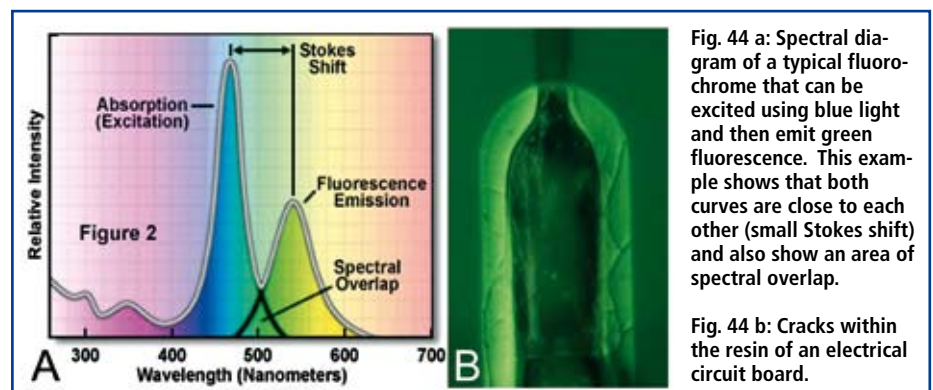 Stokes
Shift
Absorption
(Excitation)
Fluorescence
Emission
Figure 2
Spectral
Overlap
Relative Intensity
300 400 500 600 700
Wavelength (Nanometers)
A
B
Fig. 44 a: Spectral dia-
gram of a typical fluoro-
chrome that can be
excited using blue light
and then emit green
fluorescence. This exam-
ple shows that both
curves are close to each
other (small Stokes shift)
and also show an area of
spectral overlap.
Fig. 44 b: Cracks within
the resin of an electrical
circuit board.